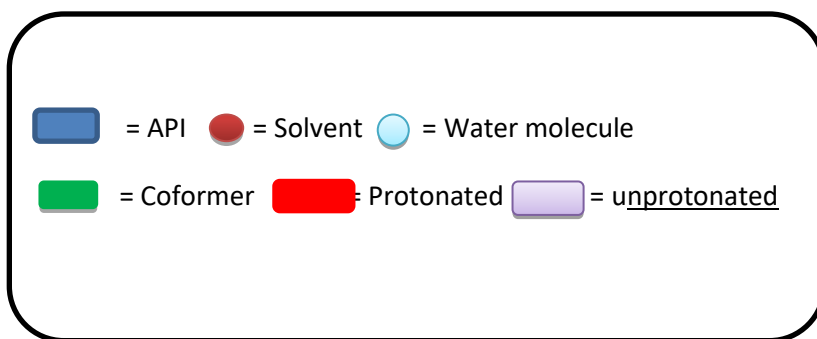 = API = Solvent = Water molecule
= Coformer = Protonated = unprotonated